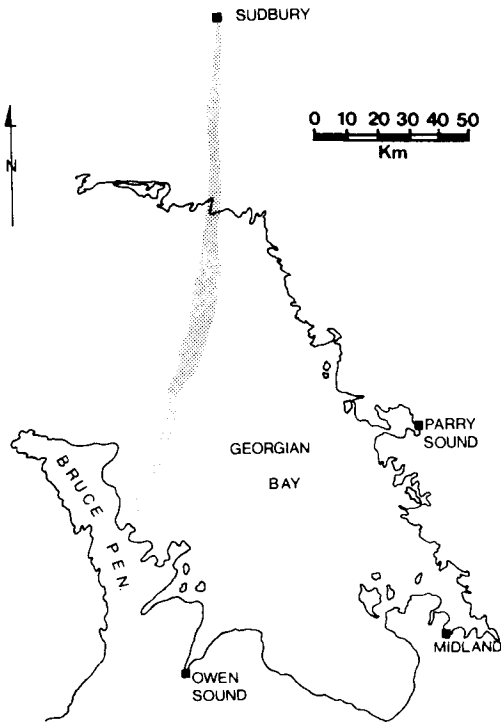 SUDBURY
0 10 20 30 40 50
Km
N
PARRY
SOUND
GEORGIAN
BAY
BRUCE PEN.
MIDLAND
OWEN
SOUND